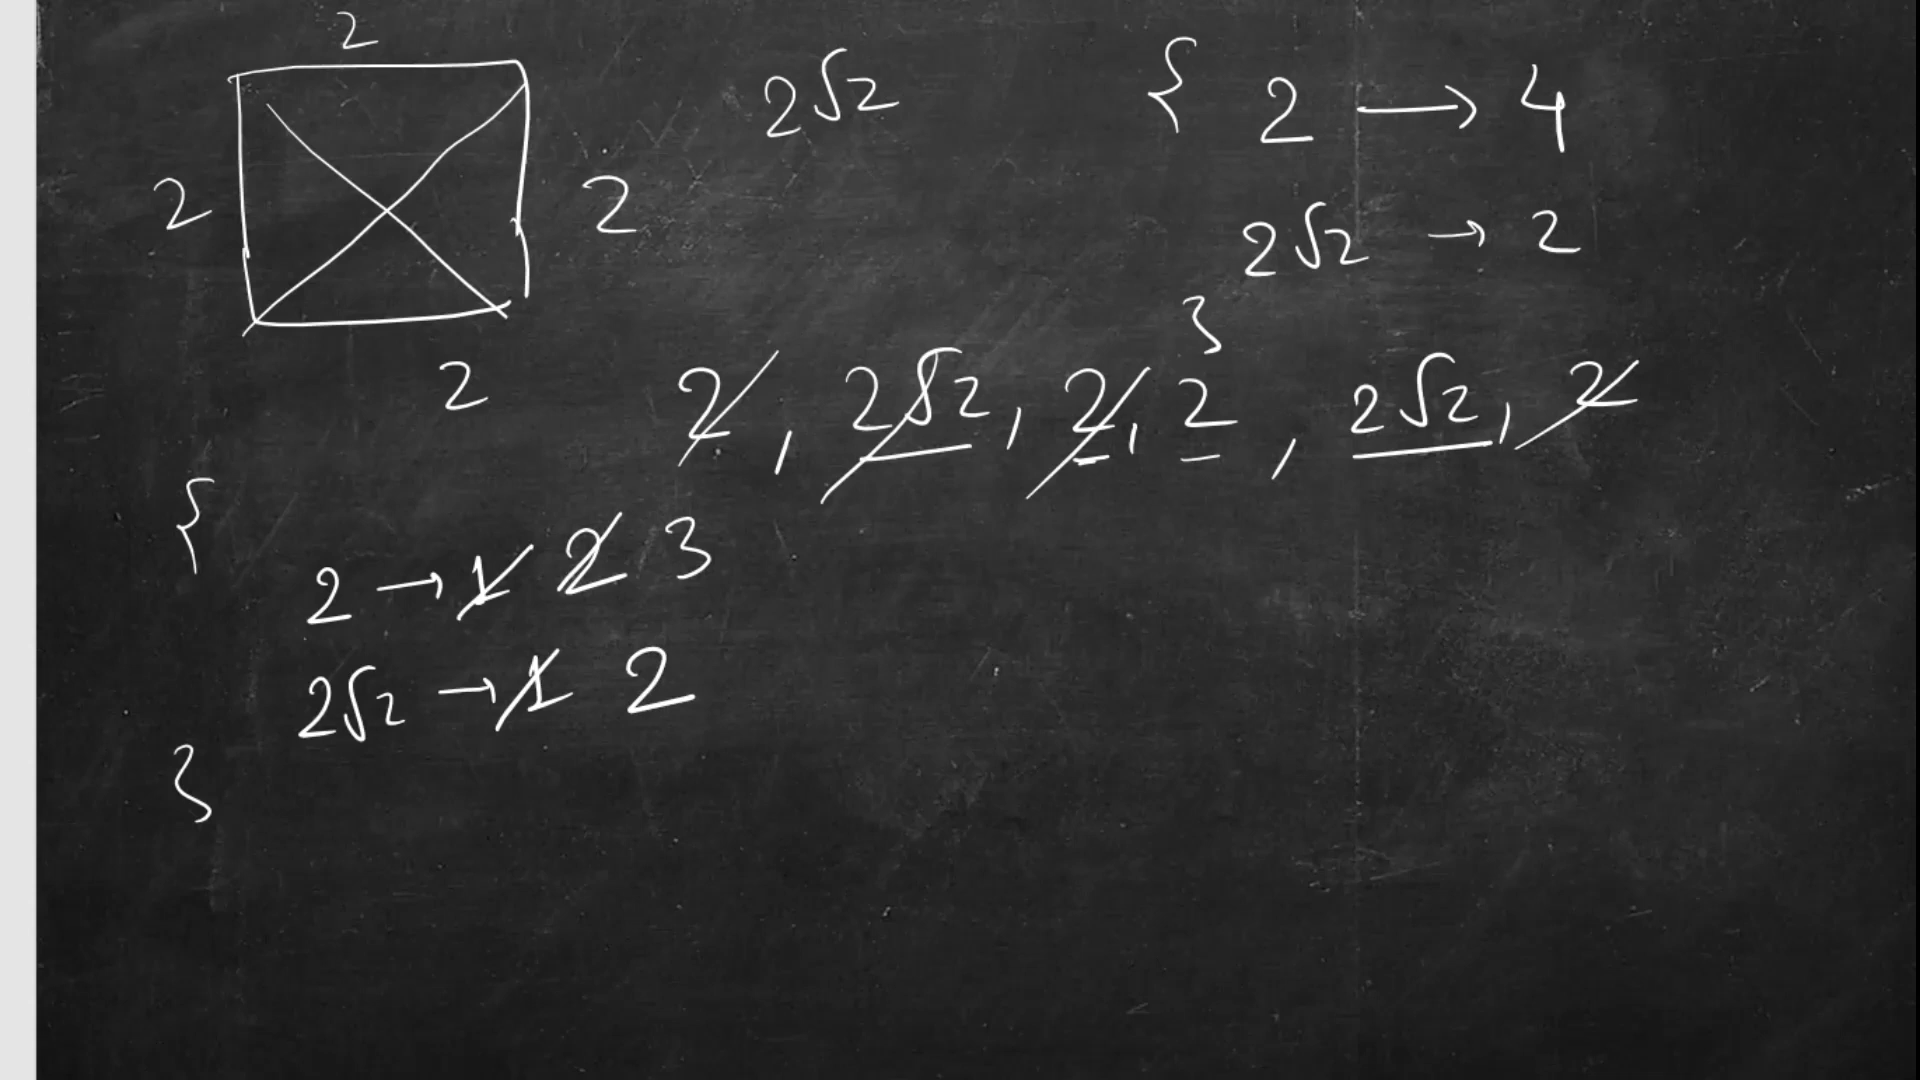 2
2√2
{ 2 → 4
2 2
2√2 → 2
}
2
2, 2√2, 2, 2, 2√2, 2
{
2 → 1 2 3
2√2 → 1 2
}